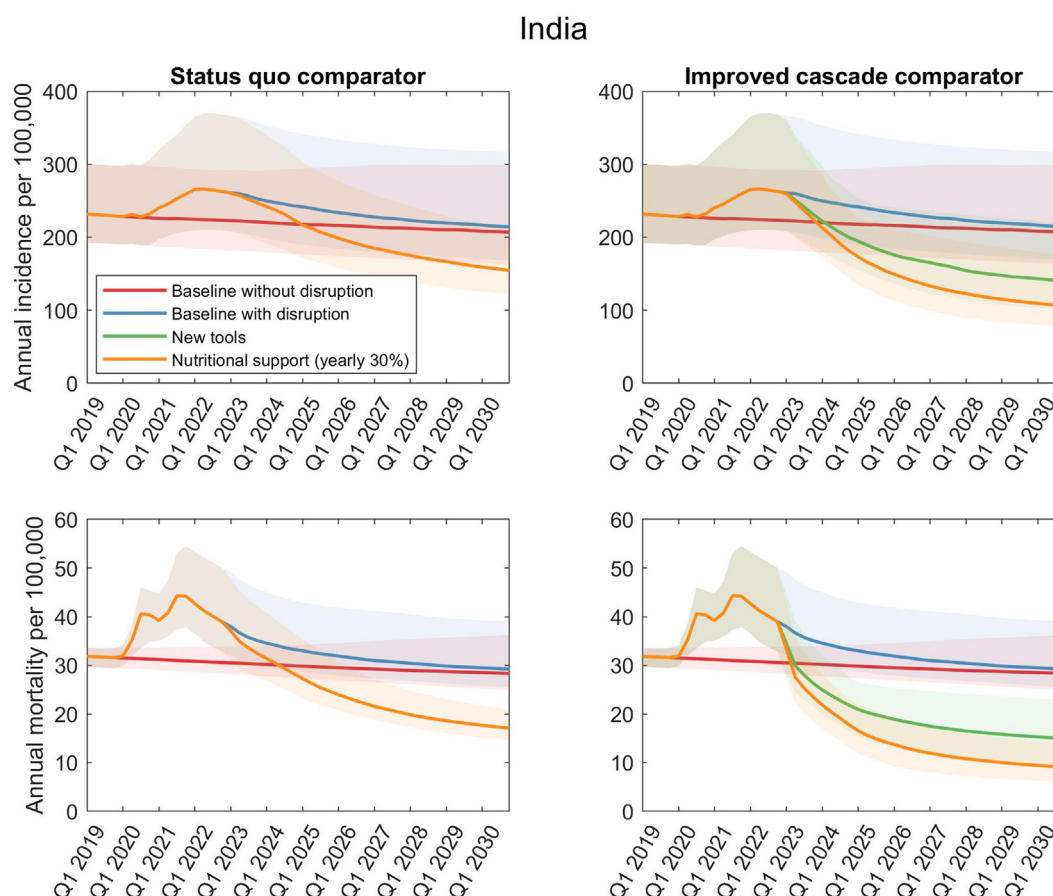 India
Status quo comparator
Improved cascade comparator
Annual incidence per 100,000
400
300
200
100
0
Baseline without disruption
Baseline with disruption
New tools
Nutritional support (yearly 30%)
Q1 2019
Q1 2020
Q1 2021
Q1 2022
Q1 2023
Q1 2024
Q1 2025
Q1 2026
Q1 2027
Q1 2028
Q1 2029
Q1 2030
400
300
200
100
0
Q1 2019
Q1 2020
Q1 2021
Q1 2022
Q1 2023
Q1 2024
Q1 2025
Q1 2026
Q1 2027
Q1 2028
Q1 2029
Q1 2030
Annual mortality per 100,000
60
50
40
30
20
10
0
Q1 2019
Q1 2020
Q1 2021
Q1 2022
Q1 2023
Q1 2024
Q1 2025
Q1 2026
Q1 2027
Q1 2028
Q1 2029
Q1 2030
60
50
40
30
20
10
0
Q1 2019
Q1 2020
Q1 2021
Q1 2022
Q1 2023
Q1 2024
Q1 2025
Q1 2026
Q1 2027
Q1 2028
Q1 2029
Q1 2030